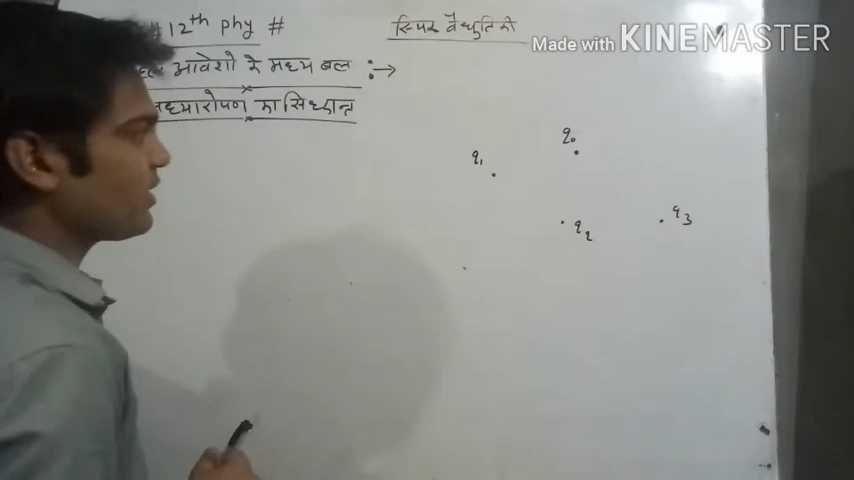 # 12th phy #
स्थिर वैधुतिकी
Made with KINEMASTER
आवेशो के मध्य बल :→
अध्यारोपण का सिध्दान्त
q₀
q₁
q₂
q₃